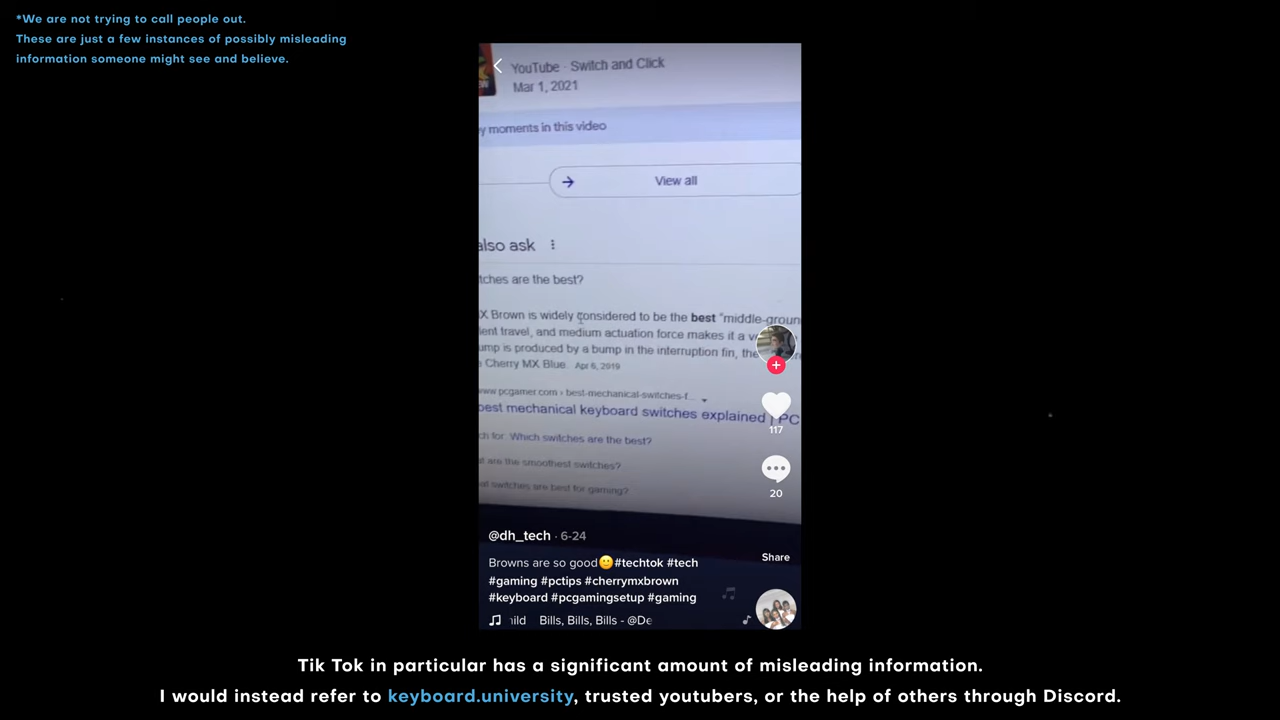 *We are not trying to call people out.
These are just a few instances of possibly misleading
information someone might see and believe.
YouTube · Switch and Click
Mar 1, 2021
moments in this video
View all
also ask
are the best?
Brown is widely considered to be the best "middle-ground
travel, and medium actuation force makes it a
is produced by a bump in the interruption fin, the
Cherry MX Blue. Apr 6, 2019
www.pcgamer.com › best-mechanical-switches-f...
best mechanical keyboard switches explained | PC
for: Which switches are the best?
are the smoothest switches?
switches are best for gaming?
117
20
@dh_tech · 6-24
Share
Browns are so good🙂#techtok #tech
#gaming #pctips #cherrymxbrown
#keyboard #pcgamingsetup #gaming
Bills, Bills, Bills - @De
Tik Tok in particular has a significant amount of misleading information.
I would instead refer to keyboard.university, trusted youtubers, or the help of others through Discord.